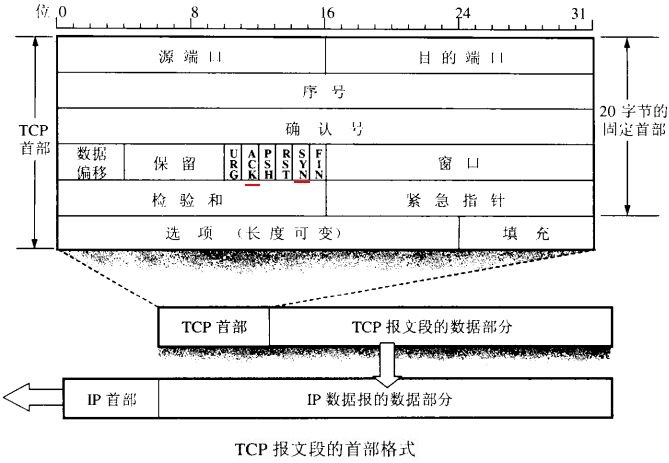 位 0 8 16 24 31
源端口 目的端口
序号
确认号
数据偏移 保留 URG ACK PSH RST SYN FIN 窗口
检验和 紧急指针
选项（长度可变） 填充
TCP
首部
20 字节的
固定首部
TCP 首部 TCP 报文段的数据部分
IP 首部 IP 数据报的数据部分
TCP 报文段的首部格式